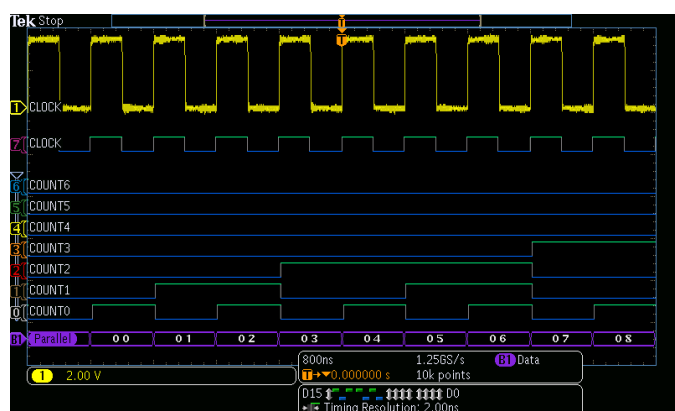 Tek Stop
T
T
1 CLOCK
7 CLOCK
6 COUNT6
5 COUNT5
4 COUNT4
3 COUNT3
2 COUNT2
1 COUNT1
0 COUNT0
B1 Parallel 00 01 02 03 04 05 06 07 08
1 2.00 V
800ns 1.25GS/s B1 Data
T→▼0.000000 s 10k points
D15 D0
Timing Resolution: 2.00ns